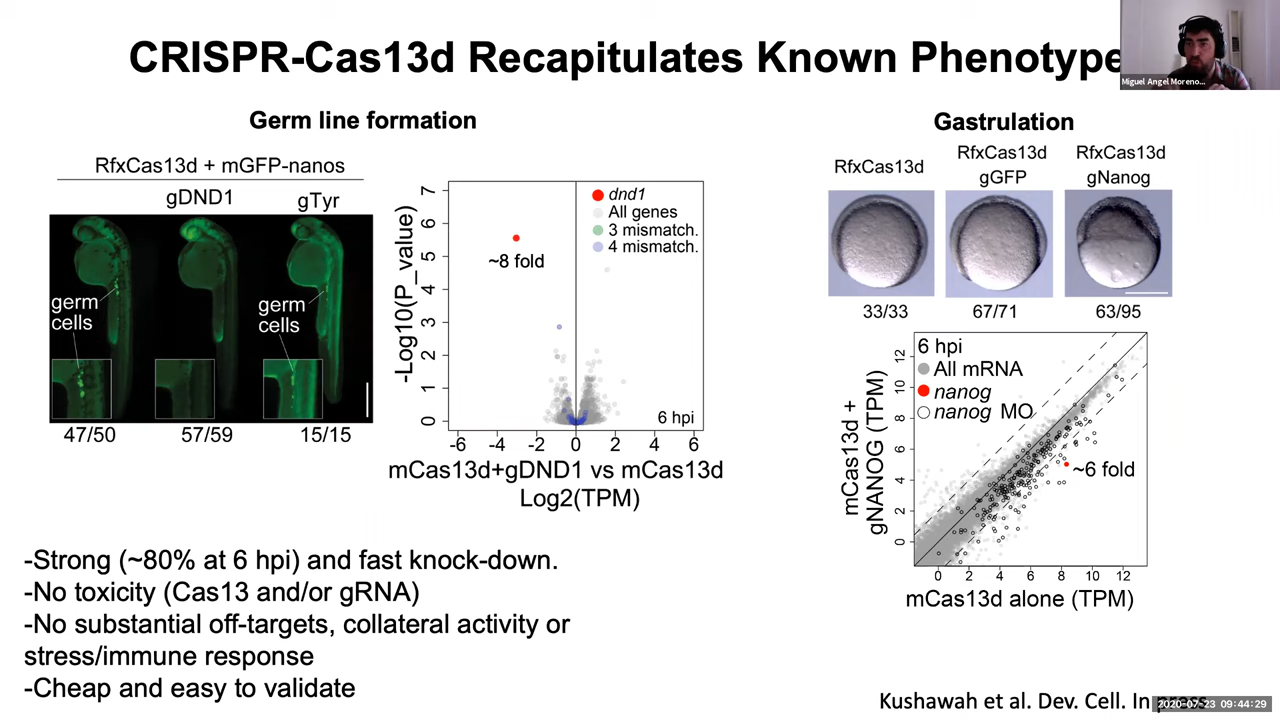 CRISPR-Cas13d Recapitulates Known Phenotype
Miguel Angel Moreno...
Germ line formation
RfxCas13d + mGFP-nanos
gDND1
gTyr
germ
cells
germ
cells
47/50
57/59
15/15
-Log10(P_value)
7
6
5
4
3
2
1
0
dnd1
All genes
3 mismatch.
4 mismatch.
~8 fold
6 hpi
-6 -4 -2 0 2 4 6
mCas13d+gDND1 vs mCas13d
Log2(TPM)
Gastrulation
RfxCas13d
RfxCas13d
gGFP
RfxCas13d
gNanog
33/33
67/71
63/95
mCas13d +
gNANOG (TPM)
12
10
8
6
4
2
0
6 hpi
All mRNA
nanog
nanog MO
~6 fold
0 2 4 6 8 10 12
mCas13d alone (TPM)
-Strong (~80% at 6 hpi) and fast knock-down.
-No toxicity (Cas13 and/or gRNA)
-No substantial off-targets, collateral activity or
stress/immune response
-Cheap and easy to validate
Kushawah et al. Dev. Cell. In press
2020-07-23 09:44:29